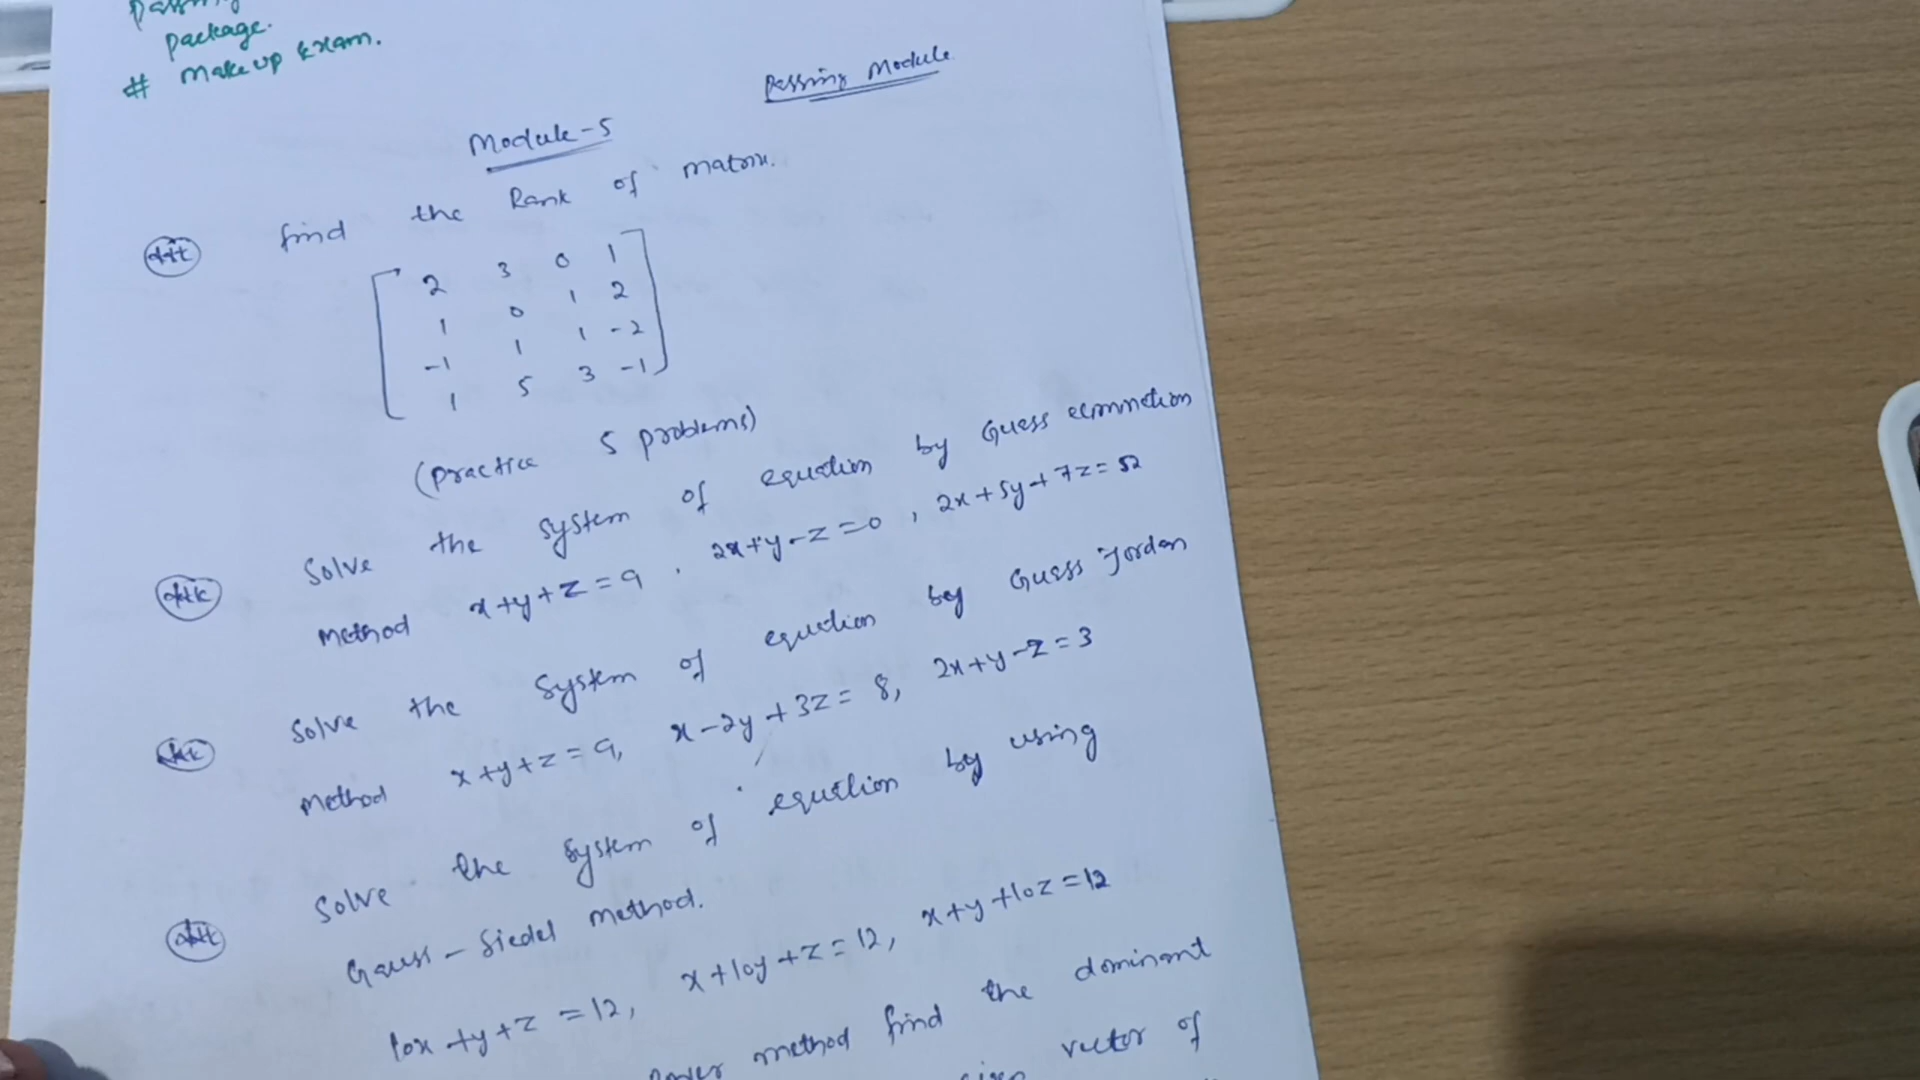 package.
# Make up Exam.
Passing Module
Module-5
find the Rank of matrix.
2 3 0 1
1 0 1 2
-1 1 1 -2
1 5 3 -1
(practice 5 problems)
Solve the system of equation by Guess
method x+y+z=9, 2x+y-z=0, 2x+5y+7z=52
Solve the system of equation by Guess Jordan
method x+y+z=9, x-2y+3z=8, 2x+y-z=3
Solve the system of equation by using
Gauss-Siedel method.
10x+y+z=12, x+10y+z=12, x+y+10z=12
power method find the dominant
vector of